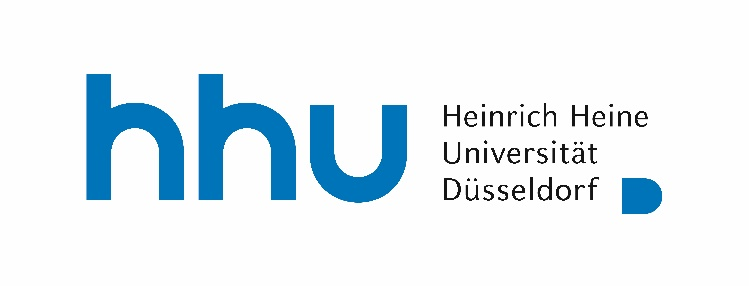 hhu
Heinrich Heine
Universität
Düsseldorf